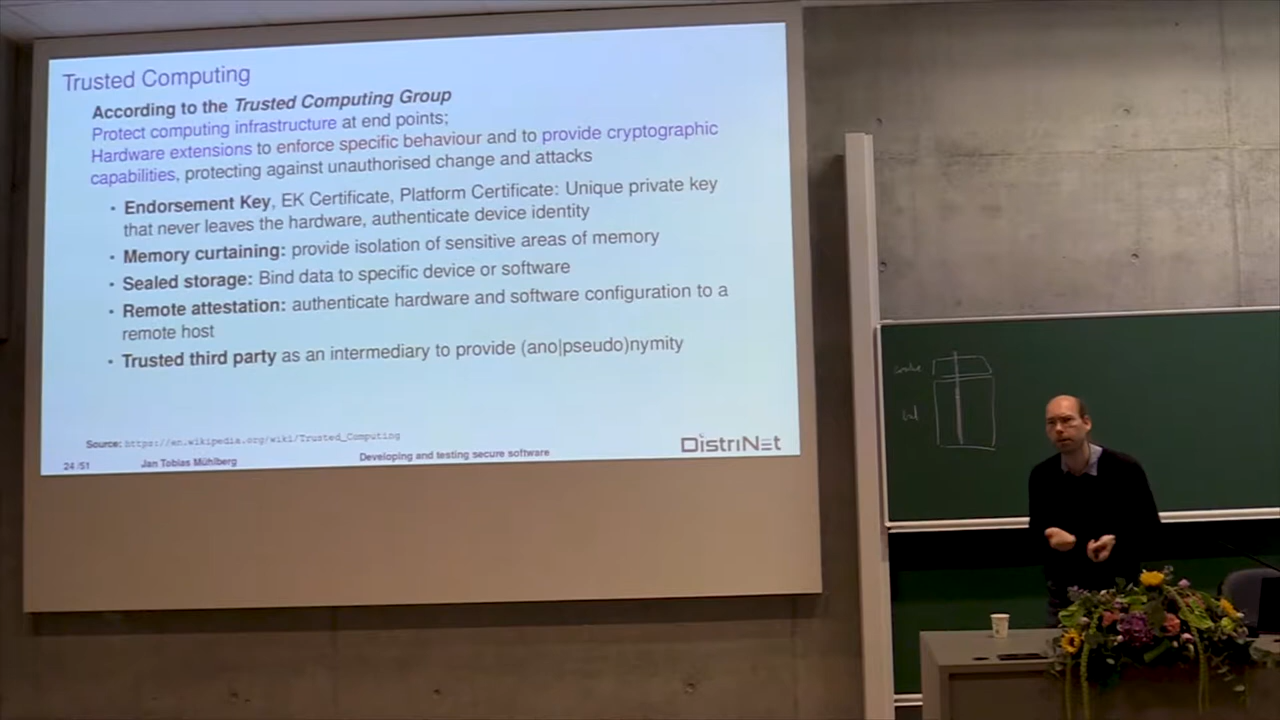 Trusted Computing
According to the Trusted Computing Group
Protect computing infrastructure at end points;
Hardware extensions to enforce specific behaviour and to provide cryptographic
capabilities, protecting against unauthorised change and attacks
• Endorsement Key, EK Certificate, Platform Certificate: Unique private key
that never leaves the hardware, authenticate device identity
• Memory curtaining: provide isolation of sensitive areas of memory
• Sealed storage: Bind data to specific device or software
• Remote attestation: authenticate hardware and software configuration to a
remote host
• Trusted third party as an intermediary to provide (ano|pseudo)nymity
Source: https://en.wikipedia.org/wiki/Trusted_Computing
24 /51 Jan Tobias Mühlberg Developing and testing secure software DistriNet